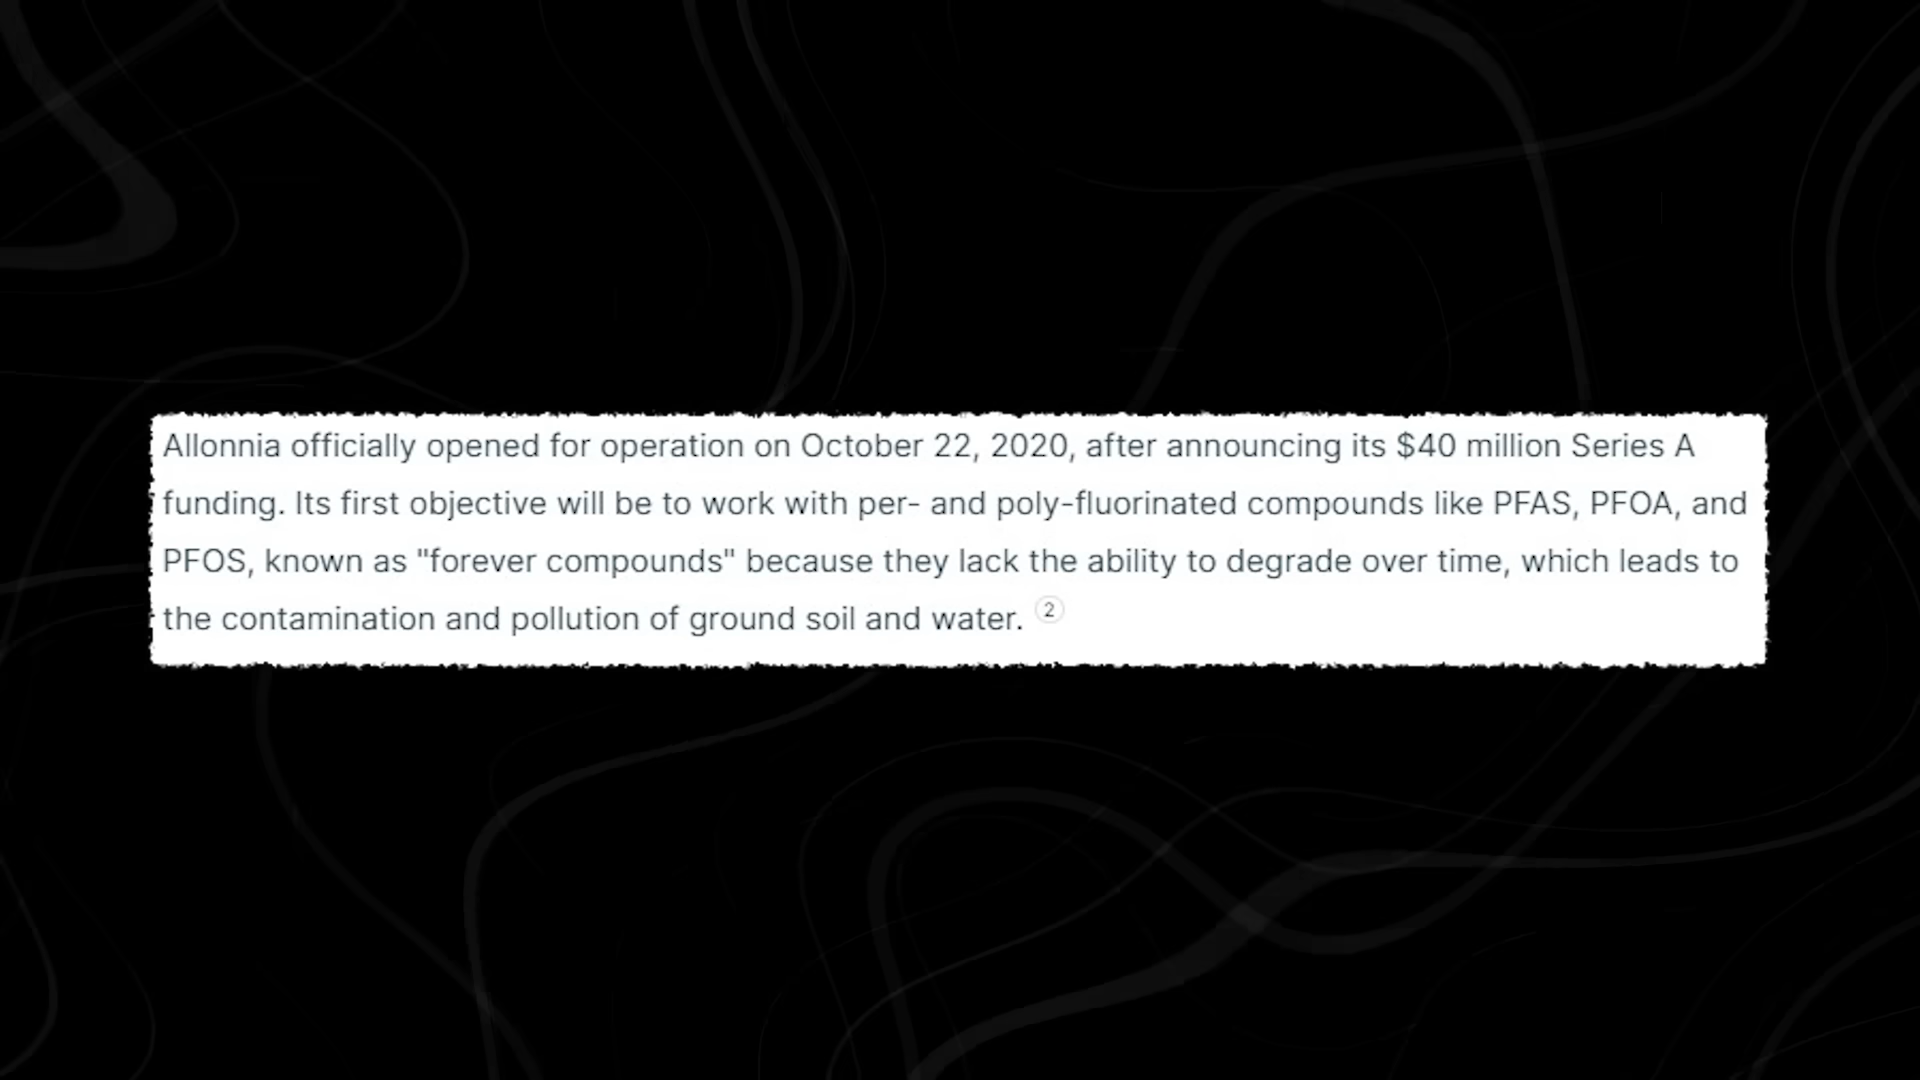 Allonnia officially opened for operation on October 22, 2020, after announcing its $40 million Series A
funding. Its first objective will be to work with per- and poly-fluorinated compounds like PFAS, PFOA, and
PFOS, known as "forever compounds" because they lack the ability to degrade over time, which leads to
the contamination and pollution of ground soil and water. 2